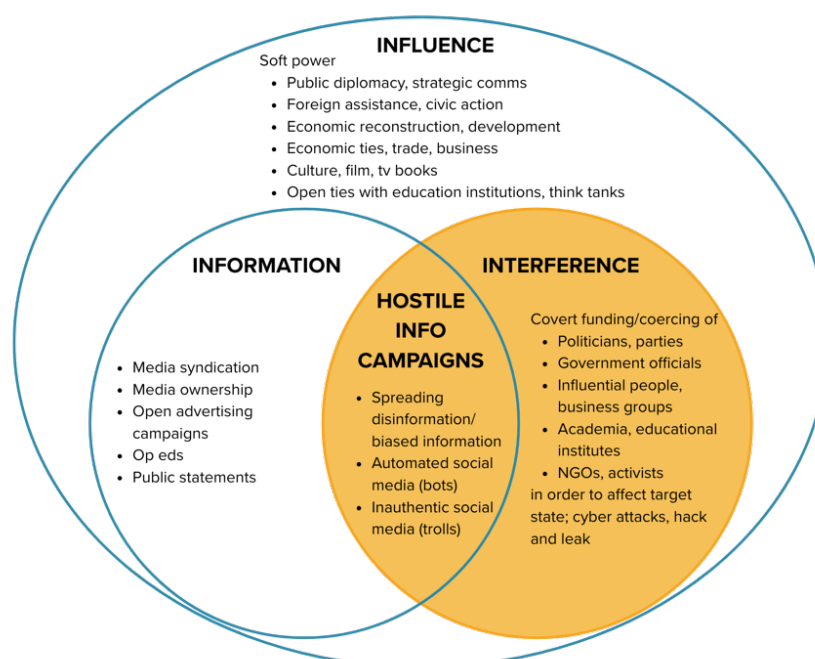 INFLUENCE
Soft power
• Public diplomacy, strategic comms
• Foreign assistance, civic action
• Economic reconstruction, development
• Economic ties, trade, business
• Culture, film, tv books
• Open ties with education institutions, think tanks
INFORMATION
• Media syndication
• Media ownership
• Open advertising
campaigns
• Op eds
• Public statements
HOSTILE
INFO
CAMPAIGNS
• Spreading
disinformation/
biased information
• Automated social
media (bots)
• Inauthentic social
media (trolls)
INTERFERENCE
Covert funding/coercing of
• Politicians, parties
• Government officials
• Influential people,
business groups
• Academia, educational
institutes
• NGOs, activists
in order to affect target
state; cyber attacks, hack
and leak